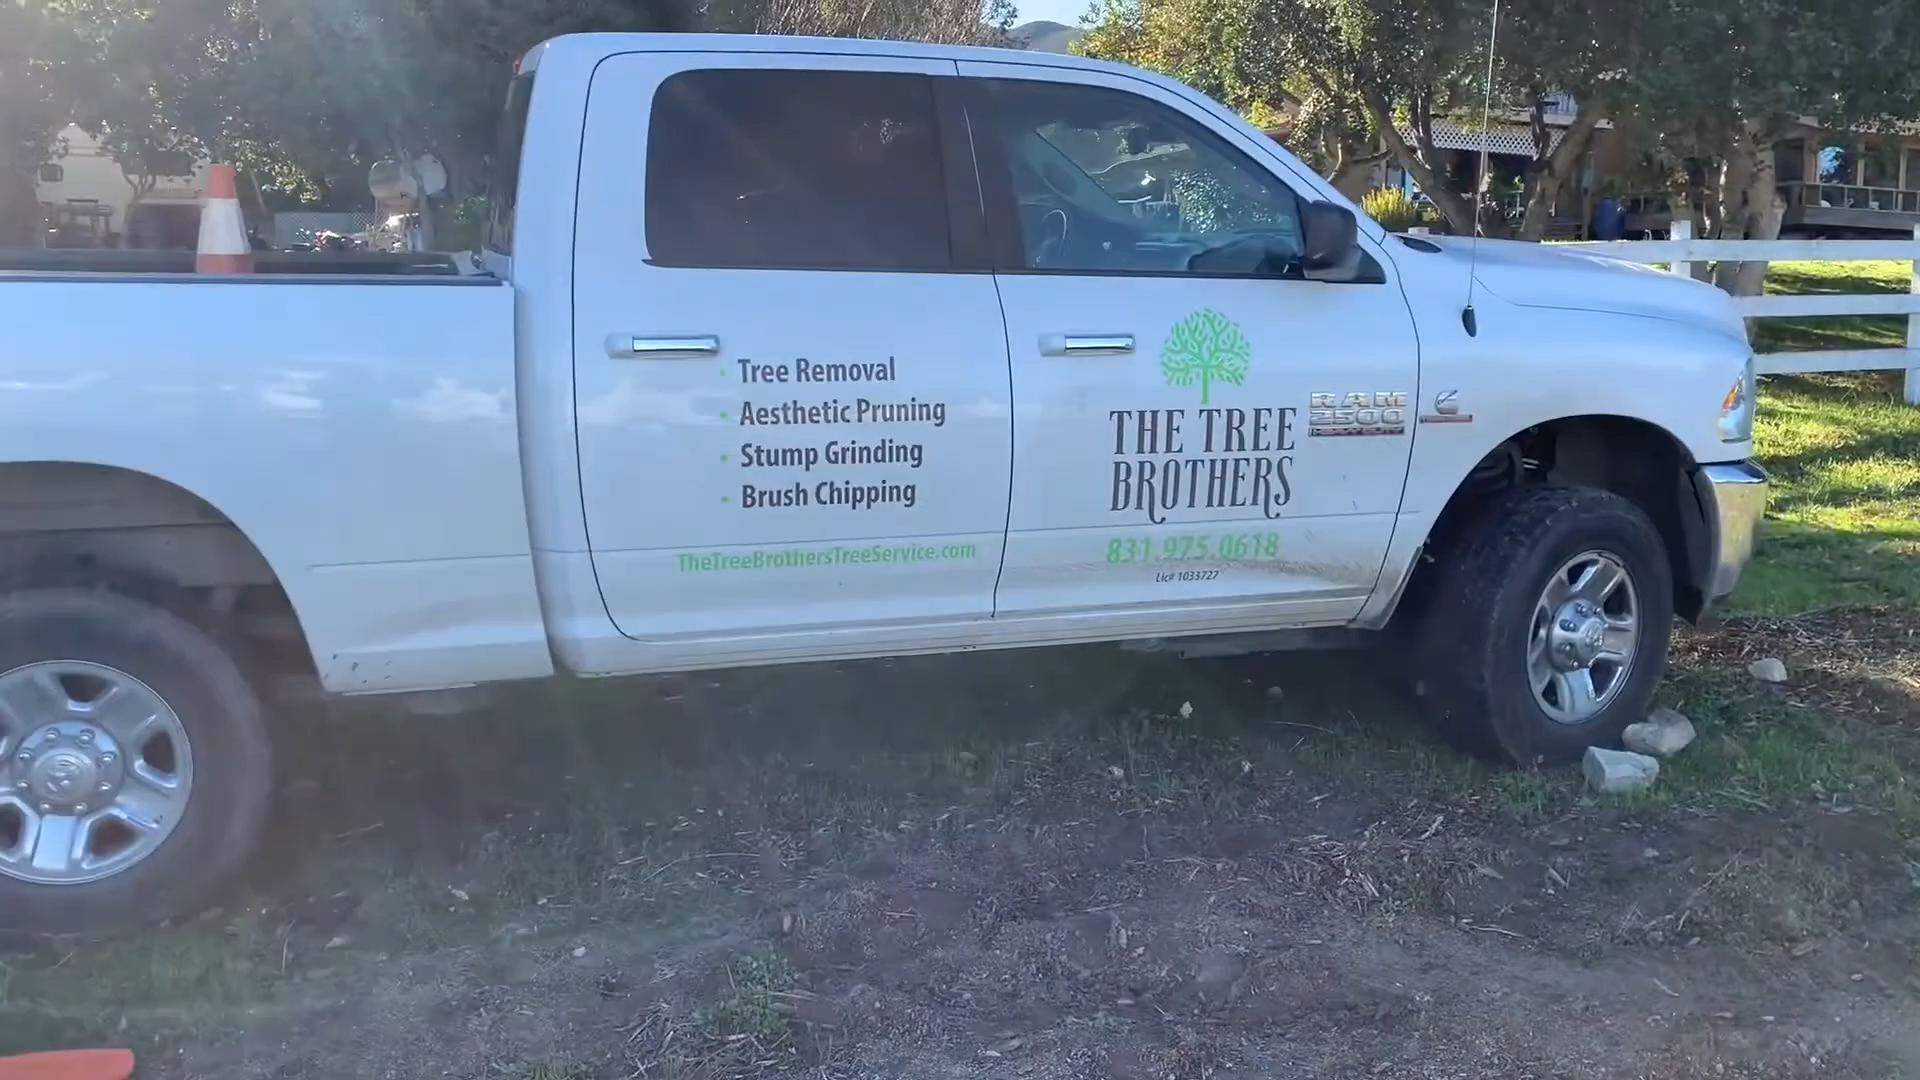 Tree Removal
Aesthetic Pruning
Stump Grinding
Brush Chipping
TheTreeBrothersTreeService.com
THE TREE
BROTHERS
831.975.0618
Lic# 1033727
RAM
2500